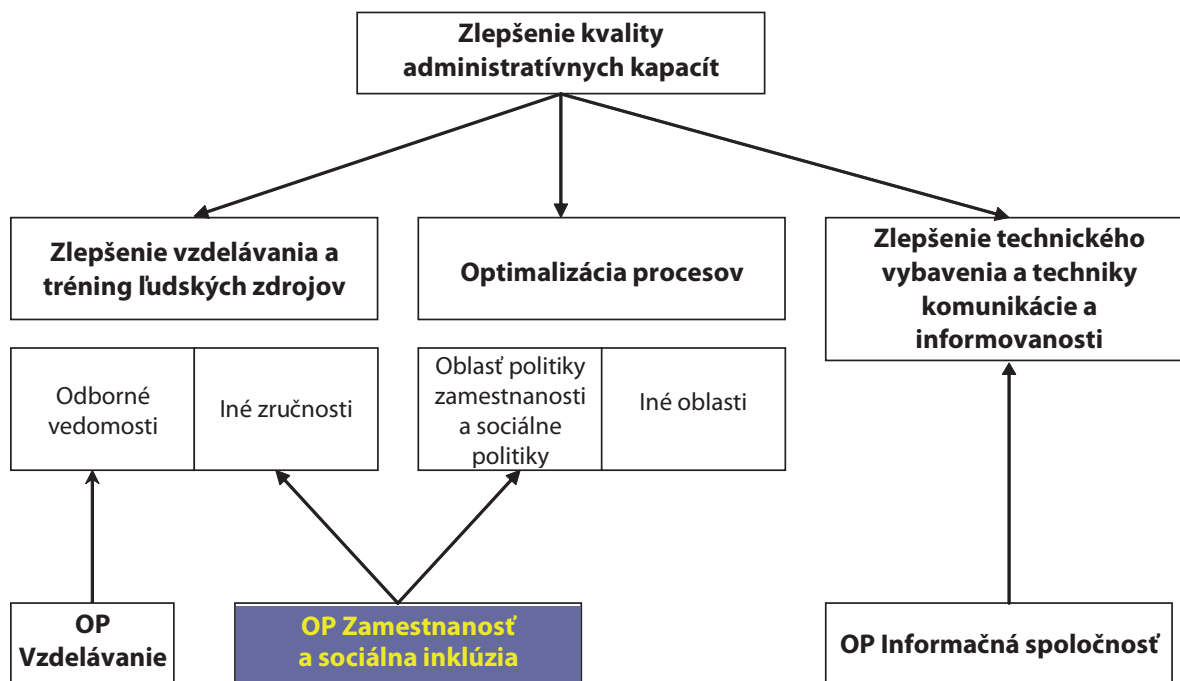 Zlepšenie kvality
administratívnych kapacít
Zlepšenie vzdelávania a
tréning ľudských zdrojov
Optimalizácia procesov
Zlepšenie technického
vybavenia a techniky
komunikácie a
informovanosti
Odborné
vedomosti
Iné zručnosti
Oblasť politiky
zamestnanosti
a sociálne
politiky
Iné oblasti
OP
Vzdelávanie
OP Zamestnanosť
a sociálna inklúzia
OP Informačná spoločnosť